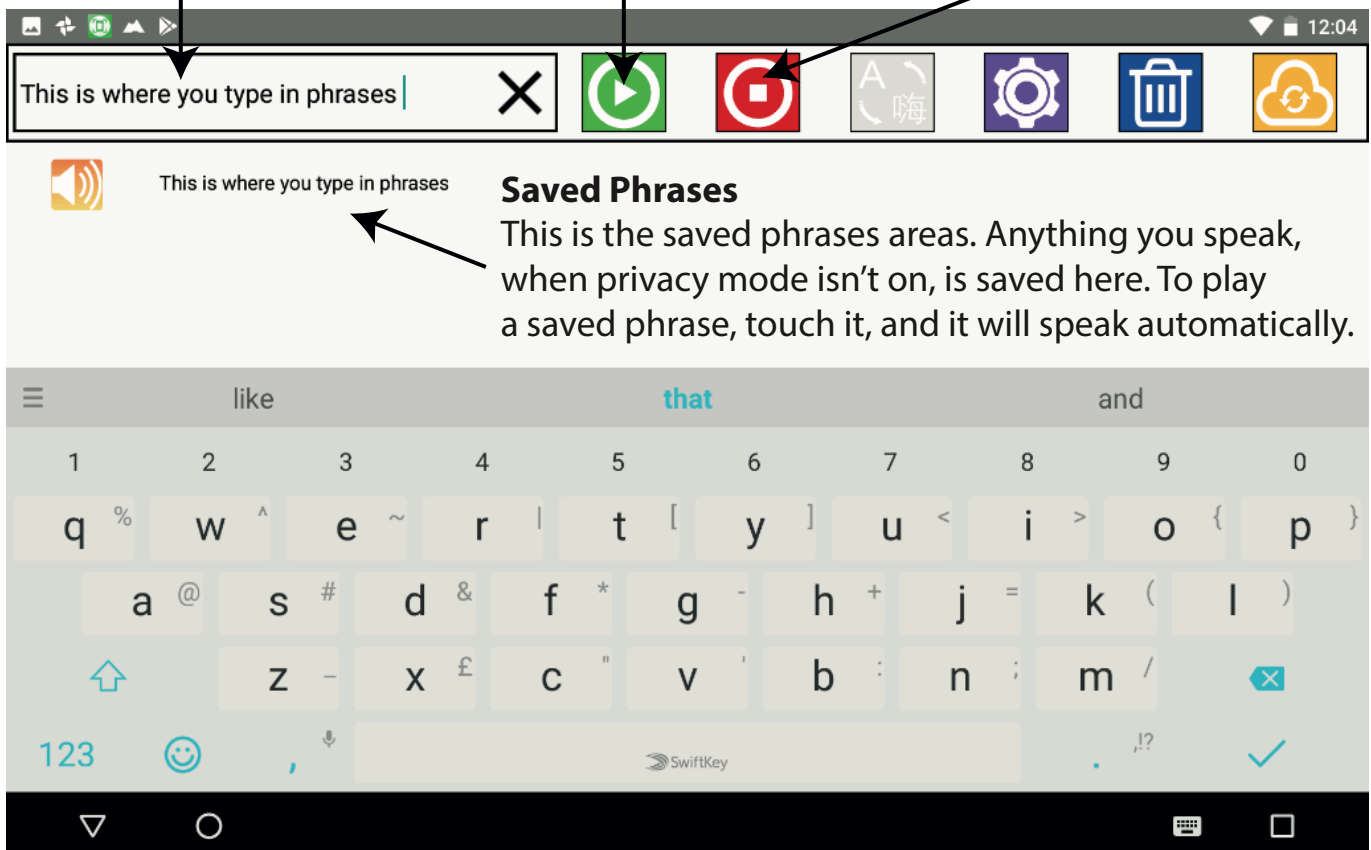 12:04
This is where you type in phrases
A
嗨
This is where you type in phrases
Saved Phrases
This is the saved phrases areas. Anything you speak,
when privacy mode isn't on, is saved here. To play
a saved phrase, touch it, and it will speak automatically.
like that and
1 2 3 4 5 6 7 8 9 0
q % w ^ e ~ r | t [ y ] u < i > o { p }
a @ s # d & f * g - h + j = k ( l )
z _ x £ c " v ' b : n ; m /
123 , SwiftKey . ,!?